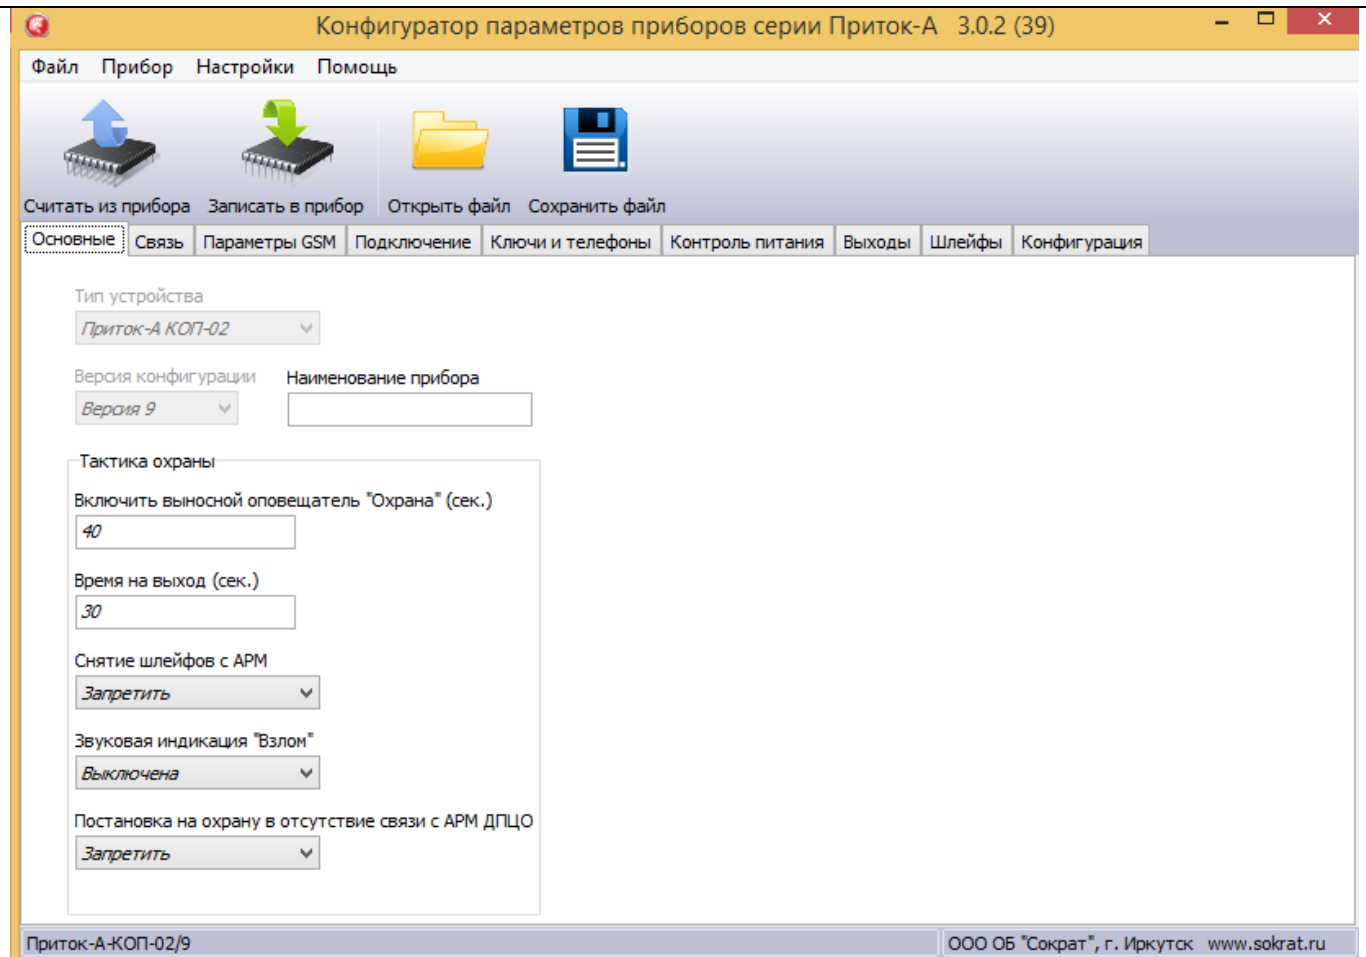 Конфигуратор параметров приборов серии Приток-А 3.0.2 (39)
Файл Прибор Настройки Помощь
Считать из прибора Записать в прибор Открыть файл Сохранить файл
Основные Связь Параметры GSM Подключение Ключи и телефоны Контроль питания Выходы Шлейфы Конфигурация
Тип устройства
Приток-А КОП-02
Версия конфигурации Наименование прибора
Версия 9
Тактика охраны
Включить выносной оповещатель "Охрана" (сек.)
40
Время на выход (сек.)
30
Снятие шлейфов с АРМ
Запретить
Звуковая индикация "Взлом"
Выключена
Постановка на охрану в отсутствие связи с АРМ ДПЦО
Запретить
Приток-А-КОП-02/9 ООО ОБ "Сократ", г. Иркутск www.sokrat.ru